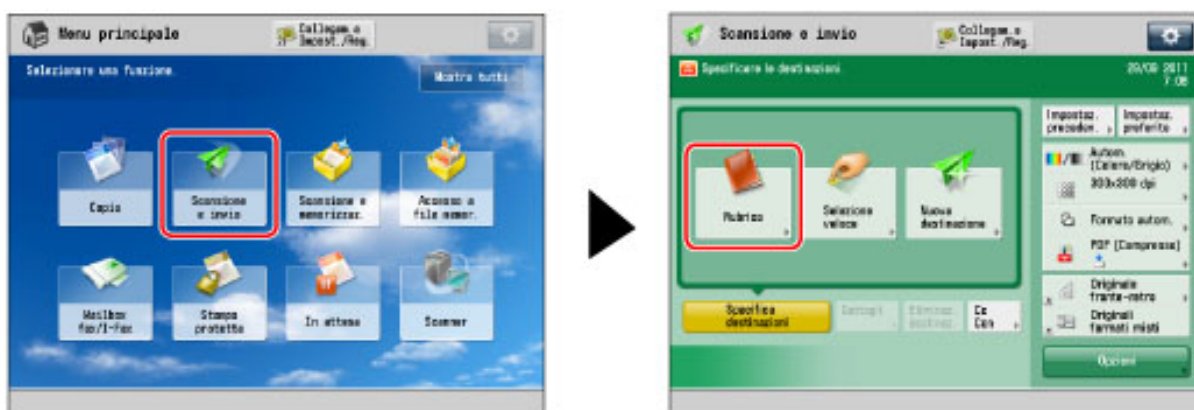 Menu principale
Collegam. a
Impost./Reg.
Selezionare una funzione.
Mostra tutti
Copia
Scansione
e invio
Scansione e
memorizzaz.
Accesso a
file memor.
Mailbox
fax/I-Fax
Stampa
protetta
In attesa
Scanner
Scansione e invio
Collegam. a
Impost./Reg.
Specificare le destinazioni
29/09 2011
7:06
Impostaz.
preceden.
Impostaz.
preferite
Rubrica
Selezione
veloce
Nuova
destinazione
Autom.
(Colore/Grigio)
300x300 dpi
Formato autom.
PDF (Compresso)
Originale
fronte-retro
Originali
formati misti
Specifica
destinazioni
Dettagli
Cc
Ccn
Opzioni